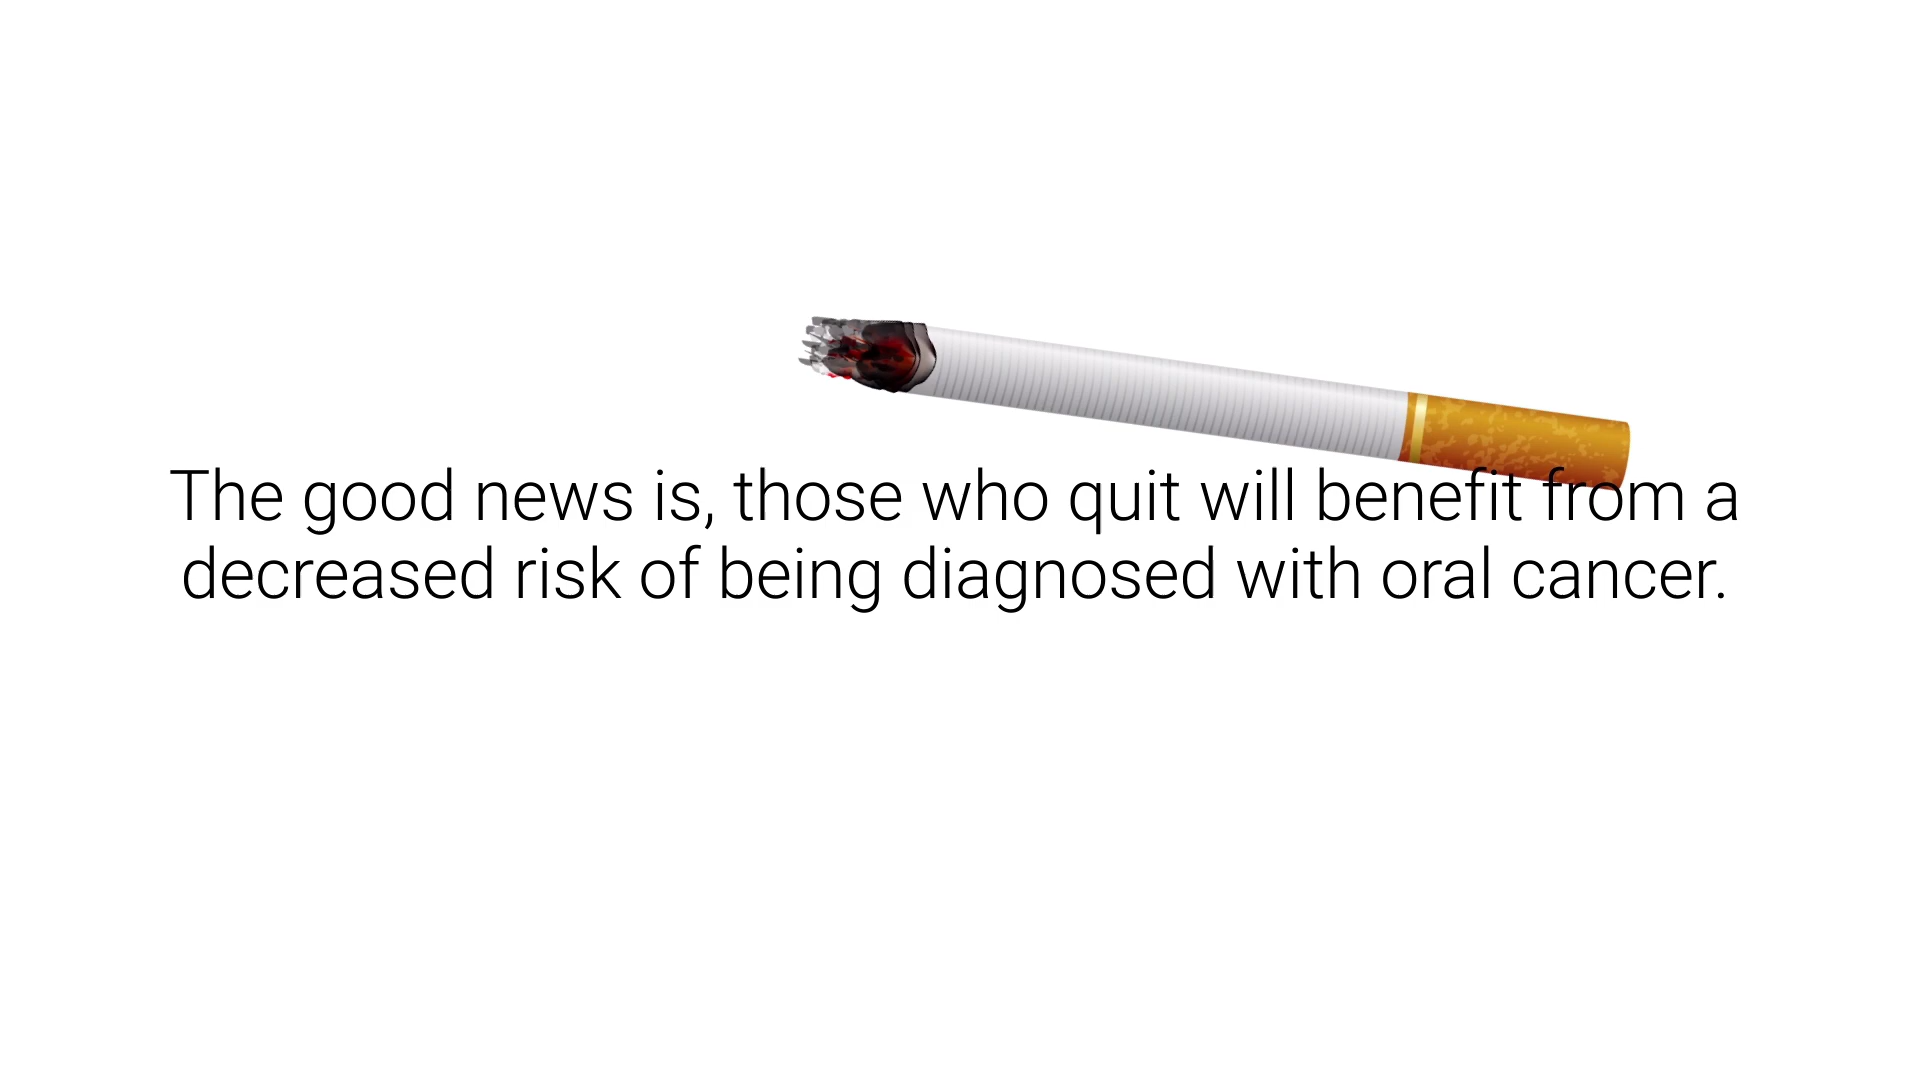 The good news is, those who quit will benefit from a
decreased risk of being diagnosed with oral cancer.